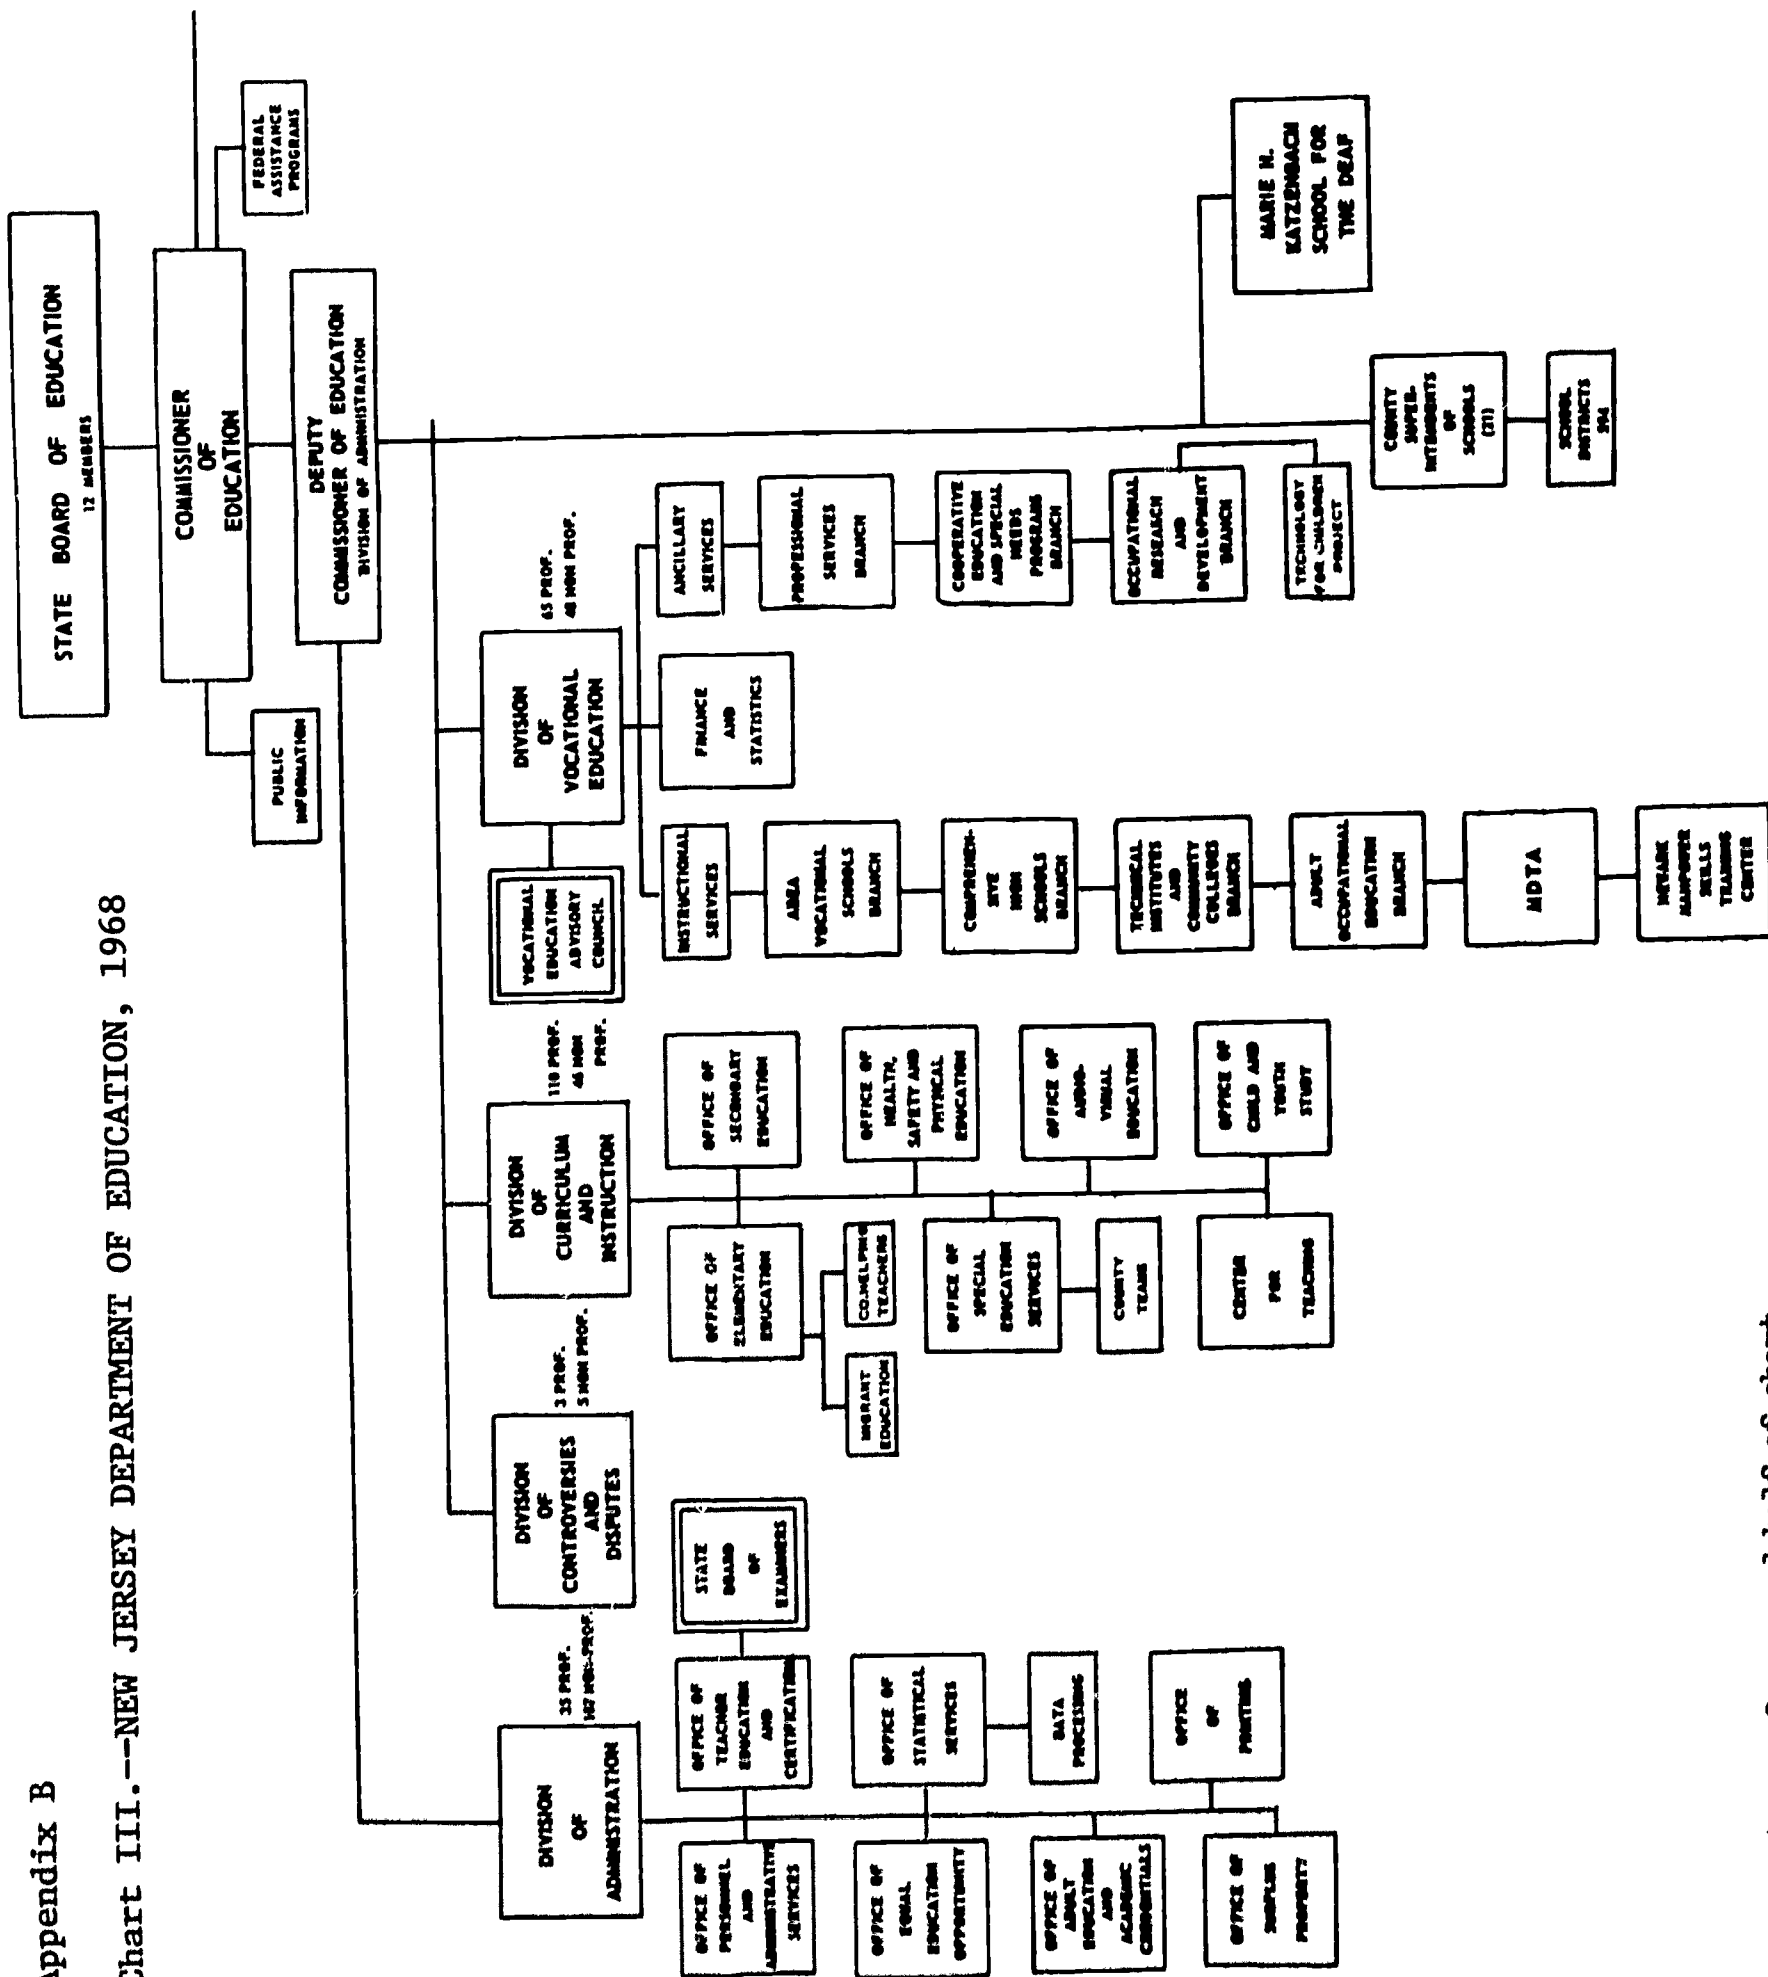 Appendix B
Chart III.--NEW JERSEY DEPARTMENT OF EDUCATION, 1968
STATE BOARD OF EDUCATION
12 MEMBERS
COMMISSIONER
OF
EDUCATION
PUBLIC
INFORMATION
FEDERAL
ASSISTANCE
PROGRAMS
DEPUTY
COMMISSIONER OF EDUCATION
DIVISION OF ADMINISTRATION
DIVISION
OF
ADMINISTRATION
35 PROF.
167 NON-PROF.
OFFICE OF
PERSONNEL
AND
ADMINISTRATIVE
SERVICES
OFFICE OF
TEACHER
EDUCATION
AND
CERTIFICATION
STATE
BOARD
OF
EXAMINERS
OFFICE OF
EQUAL
EDUCATION
OPPORTUNITY
OFFICE OF
STATISTICAL
SERVICES
DATA
PROCESSING
OFFICE OF
ADULT
EDUCATION
AND
ACADEMIC
CREDENTIALS
OFFICE
OF
PRINTING
OFFICE OF
SURPLUS
PROPERTY
DIVISION
OF
CONTROVERSIES
AND
DISPUTES
3 PROF.
5 NON PROF.
DIVISION
OF
CURRICULUM
AND
INSTRUCTION
110 PROF.
46 NON
PROF.
OFFICE OF
ELEMENTARY
EDUCATION
OFFICE OF
SECONDARY
EDUCATION
MIGRANT
EDUCATION
CO.HELPING
TEACHERS
OFFICE OF
HEALTH,
SAFETY AND
PHYSICAL
EDUCATION
OFFICE OF
SPECIAL
EDUCATION
SERVICES
COUNTY
TEAMS
OFFICE OF
AUDIO-
VISUAL
EDUCATION
CENTER
FOR
TEACHING
OFFICE OF
CHILD AND
YOUTH
STUDY
DIVISION
OF
VOCATIONAL
EDUCATION
65 PROF.
48 NON PROF.
VOCATIONAL
EDUCATION
ADVISORY
COUNCIL
INSTRUCTIONAL
SERVICES
AREA
VOCATIONAL
SCHOOLS
BRANCH
COMPREHEN-
SIVE
HIGH
SCHOOLS
BRANCH
TECHNICAL
INSTITUTES
AND
COMMUNITY
COLLEGES
BRANCH
ADULT
OCCUPATIONAL
EDUCATION
BRANCH
MDTA
NEWARK
MANPOWER
SKILLS
TRAINING
CENTER
FINANCE
AND
STATISTICS
ANCILLARY
SERVICES
PROFESSIONAL
SERVICES
BRANCH
COOPERATIVE
EDUCATION
AND SPECIAL
NEEDS
PROGRAMS
BRANCH
OCCUPATIONAL
RESEARCH
AND
DEVELOPMENT
BRANCH
TECHNOLOGY
FOR CHILDREN
PROJECT
MARIE H.
KATZENBACH
SCHOOL FOR
THE DEAF
COUNTY
SUPER-
INTENDENTS
OF
SCHOOLS
(21)
SCHOOL
DISTRICTS
of chart